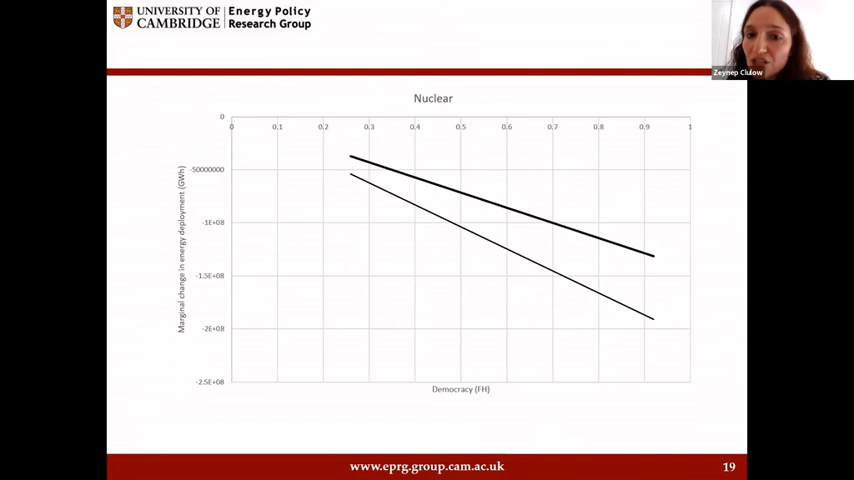 UNIVERSITY OF
CAMBRIDGE
Energy Policy
Research Group
Zeynep Clulow
Nuclear
0
0 0.1 0.2 0.3 0.4 0.5 0.6 0.7 0.8 0.9 1
-50000000
-1E+08
-1.5E+08
-2E+08
-2.5E+08
Marginal change in energy deployment (GWh)
Democracy (FH)
www.eprg.group.cam.ac.uk
19